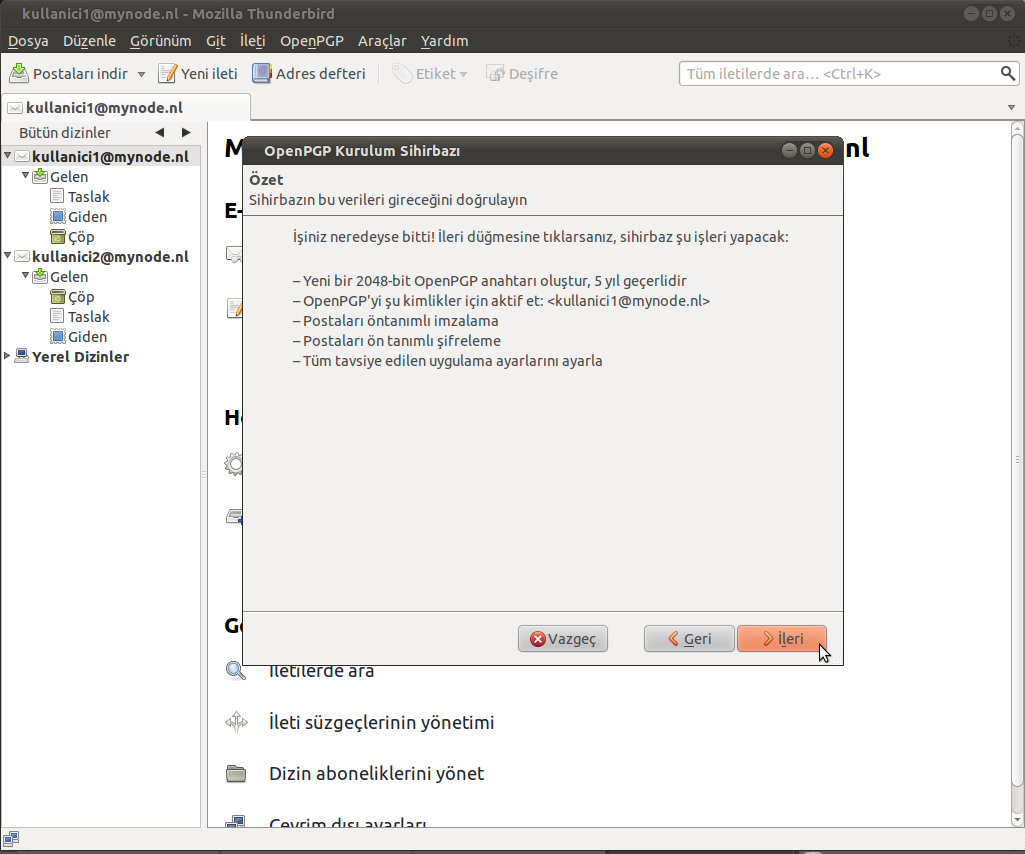 kullanici1@mynode.nl - Mozilla Thunderbird
Dosya Düzenle Görünüm Git İleti OpenPGP Araçlar Yardım
Postaları indir Yeni ileti Adres defteri Etiket Deşifre Tüm iletilerde ara... <Ctrl+K>
kullanici1@mynode.nl
Bütün dizinler
kullanici1@mynode.nl
Gelen
Taslak
Giden
Çöp
kullanici2@mynode.nl
Gelen
Çöp
Taslak
Giden
Yerel Dizinler
nl
OpenPGP Kurulum Sihirbazı
Özet
Sihirbazın bu verileri gireceğini doğrulayın
İşiniz neredeyse bitti! İleri düğmesine tıklarsanız, sihirbaz şu işleri yapacak:
– Yeni bir 2048-bit OpenPGP anahtarı oluştur, 5 yıl geçerlidir
– OpenPGP'yi şu kimlikler için aktif et: <kullanici1@mynode.nl>
– Postaları öntanımlı imzalama
– Postaları ön tanımlı şifreleme
– Tüm tavsiye edilen uygulama ayarlarını ayarla
Vazgeç Geri İleri
İletilerde ara
İleti süzgeçlerinin yönetimi
Dizin aboneliklerini yönet
Çevrim dışı ayarları